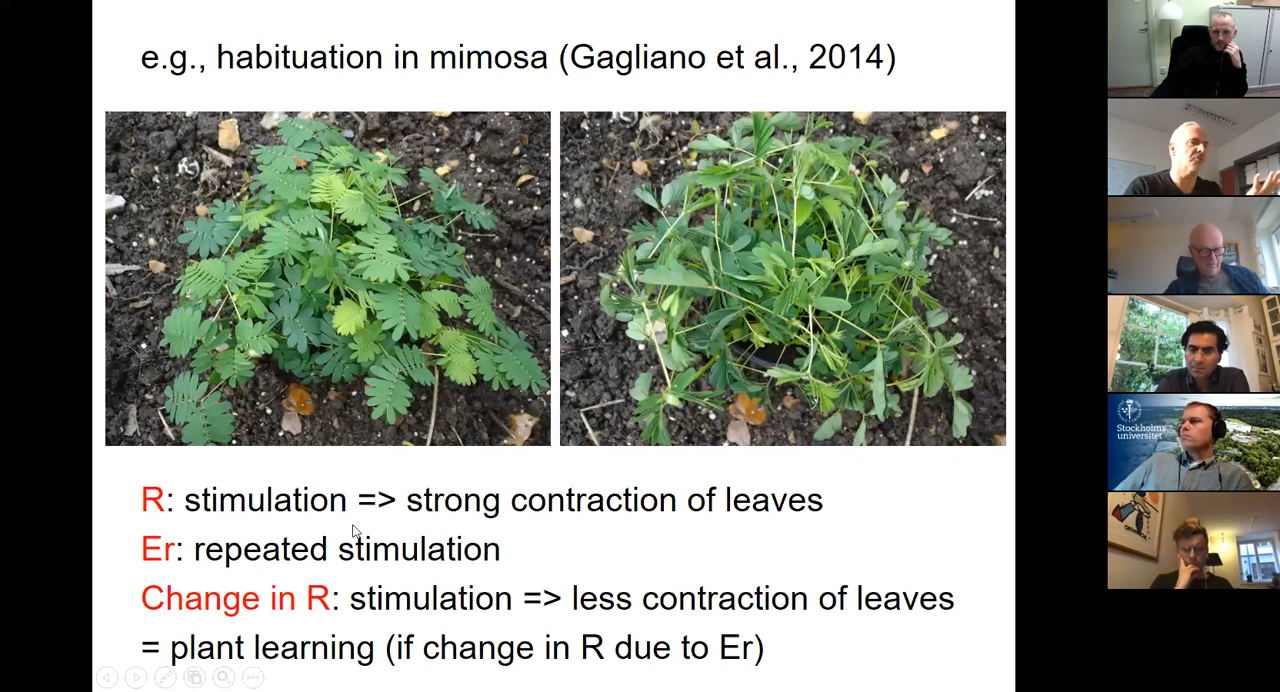 e.g., habituation in mimosa (Gagliano et al., 2014)
R: stimulation => strong contraction of leaves
Er: repeated stimulation
Change in R: stimulation => less contraction of leaves
= plant learning (if change in R due to Er)
Stockholms
universitet